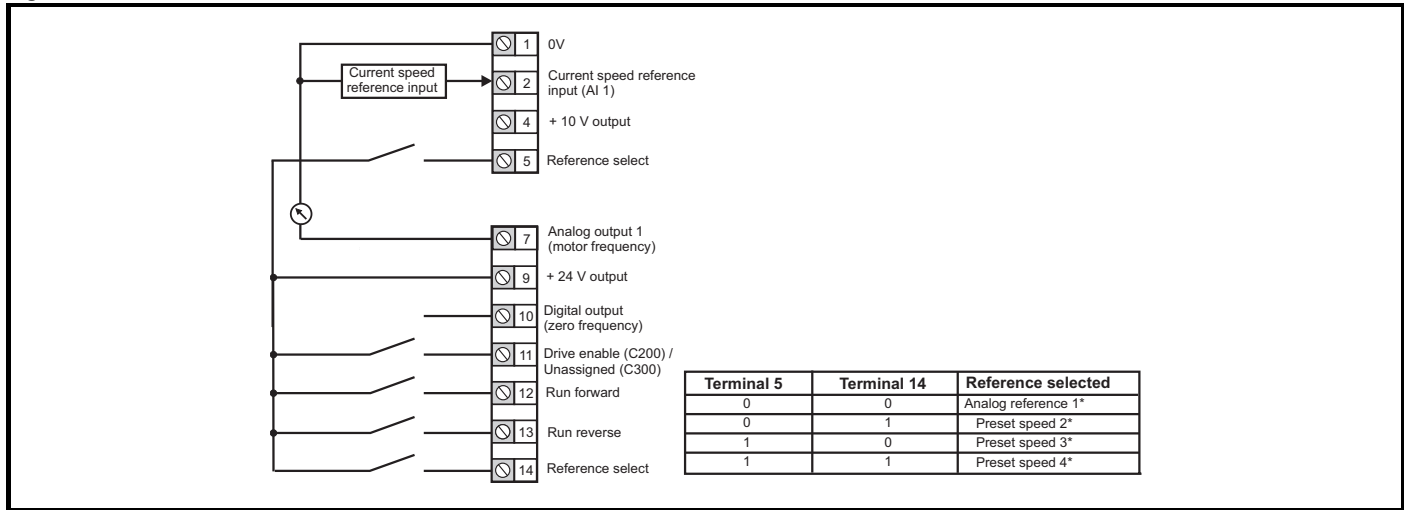 1 0V
Current speed
reference input
2 Current speed reference
input (AI 1)
4 + 10 V output
5 Reference select
7 Analog output 1
(motor frequency)
9 + 24 V output
10 Digital output
(zero frequency)
11 Drive enable (C200) /
Unassigned (C300)
12 Run forward
13 Run reverse
14 Reference select
Terminal 5 Terminal 14 Reference selected
0 0 Analog reference 1*
0 1 Preset speed 2*
1 0 Preset speed 3*
1 1 Preset speed 4*